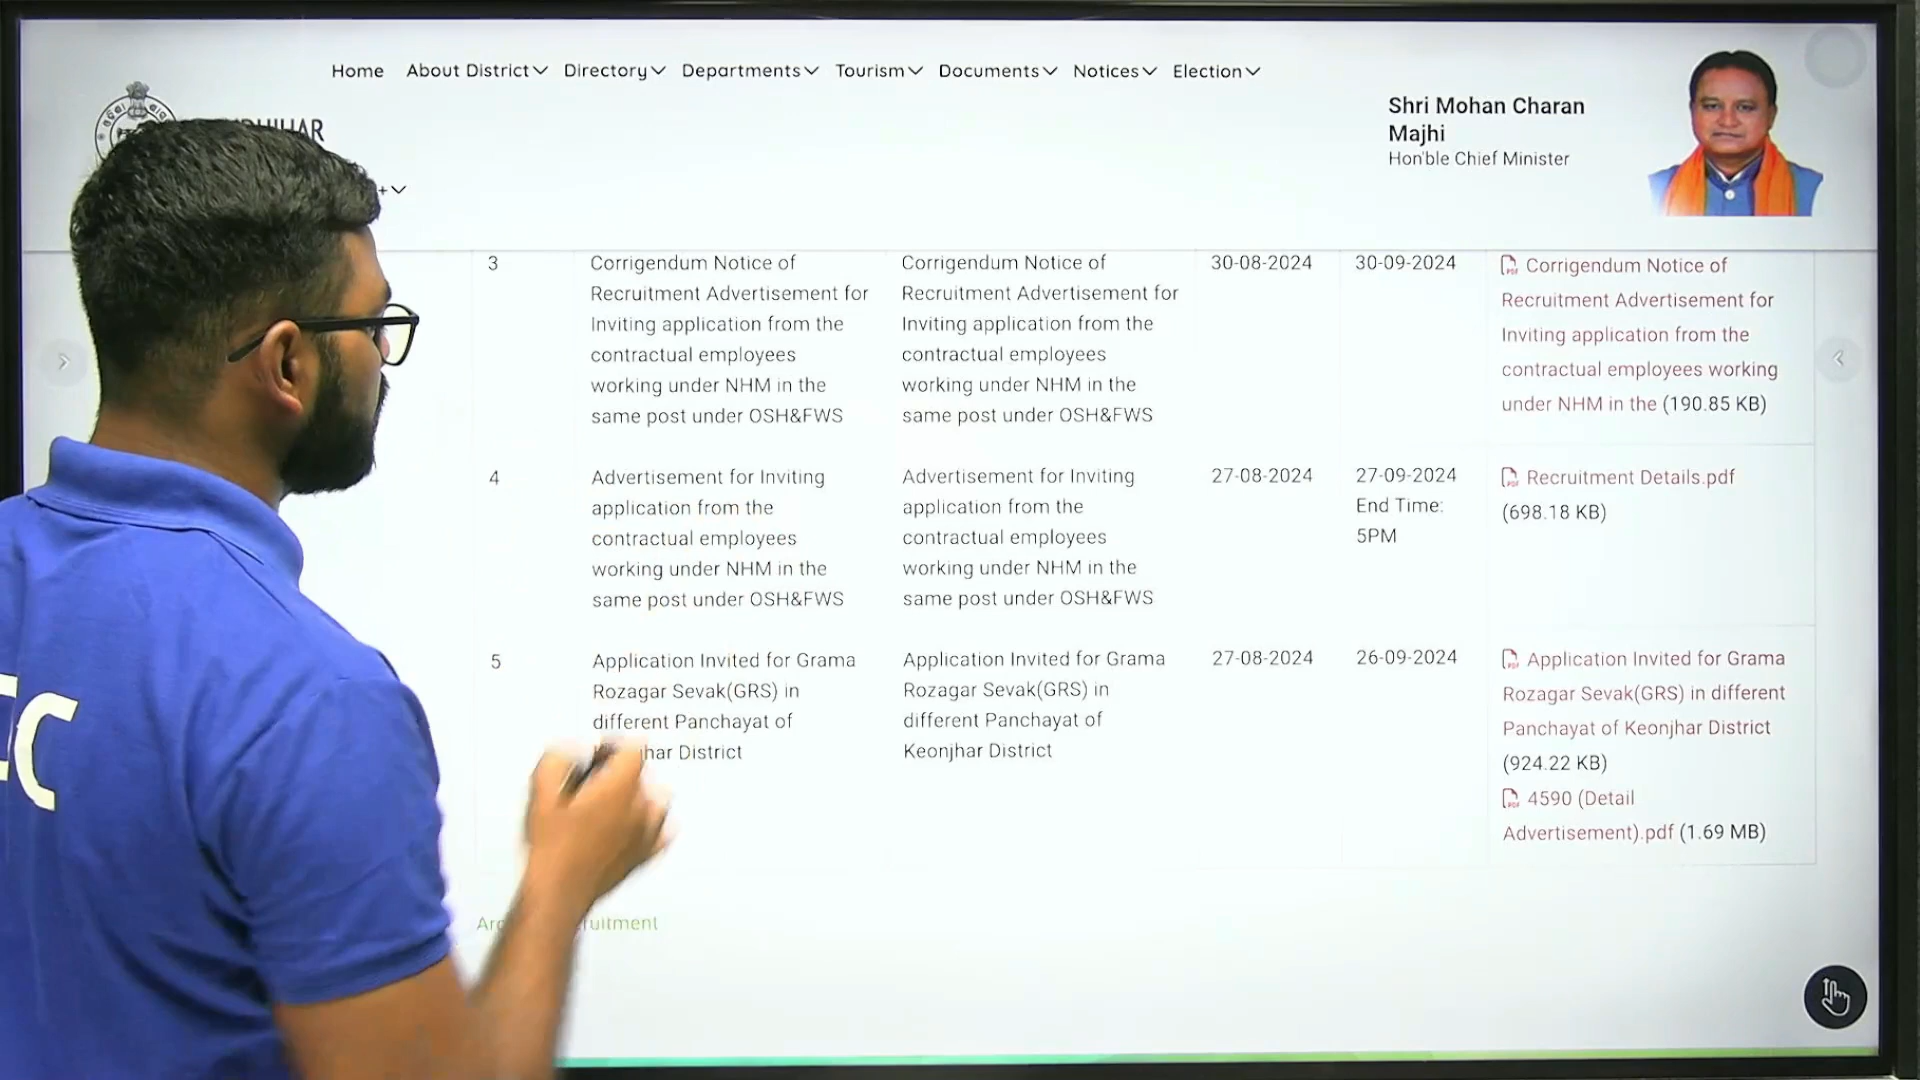 Home About District Directory Departments Tourism Documents Notices Election
Shri Mohan Charan
Majhi
Hon'ble Chief Minister
+
3
Corrigendum Notice of
Recruitment Advertisement for
Inviting application from the
contractual employees
working under NHM in the
same post under OSH&FWS
Corrigendum Notice of
Recruitment Advertisement for
Inviting application from the
contractual employees
working under NHM in the
same post under OSH&FWS
30-08-2024
30-09-2024
Corrigendum Notice of
Recruitment Advertisement for
Inviting application from the
contractual employees working
under NHM in the (190.85 KB)
4
Advertisement for Inviting
application from the
contractual employees
working under NHM in the
same post under OSH&FWS
Advertisement for Inviting
application from the
contractual employees
working under NHM in the
same post under OSH&FWS
27-08-2024
27-09-2024
End Time:
5PM
Recruitment Details.pdf
(698.18 KB)
5
Application Invited for Grama
Rozagar Sevak(GRS) in
different Panchayat of
District
Application Invited for Grama
Rozagar Sevak(GRS) in
different Panchayat of
Keonjhar District
27-08-2024
26-09-2024
Application Invited for Grama
Rozagar Sevak(GRS) in different
Panchayat of Keonjhar District
(924.22 KB)
4590 (Detail
Advertisement).pdf (1.69 MB)